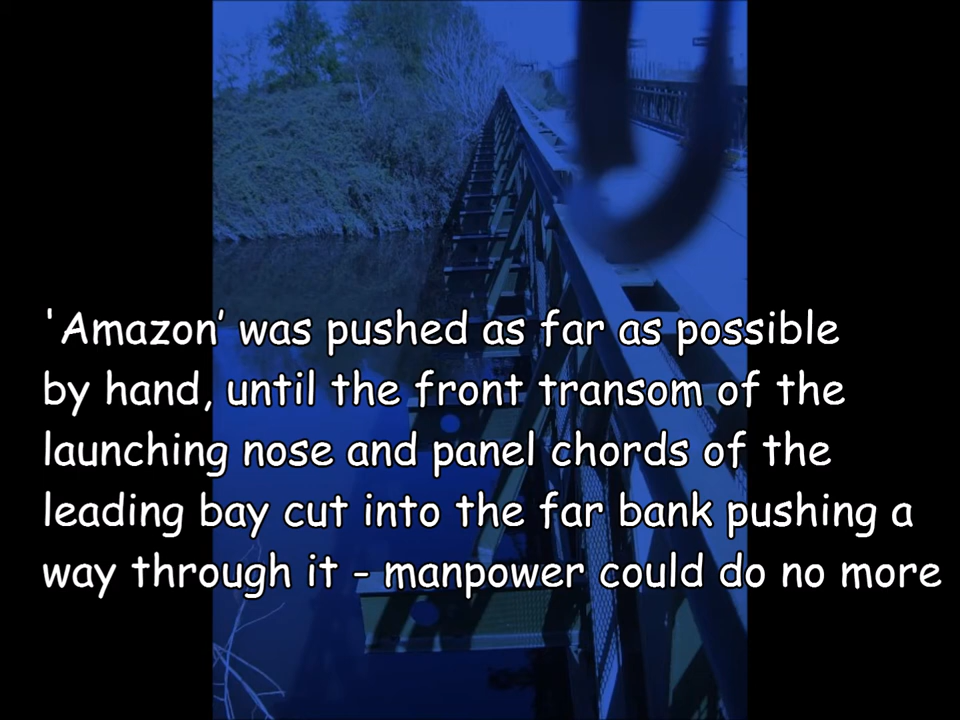 'Amazon’ was pushed as far as possible
by hand, until the front transom of the
launching nose and panel chords of the
leading bay cut into the far bank pushing a
way through it - manpower could do no more